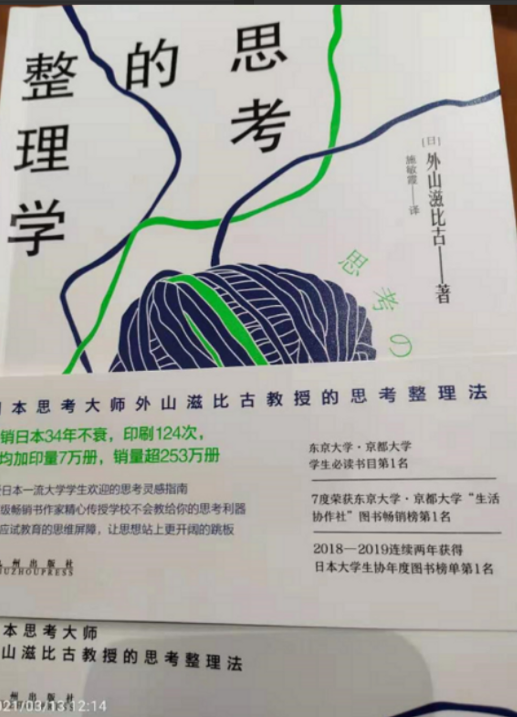 思考
的
整理学
[日]外山滋比古——著
施敏霞——译
思考の
本思考大师外山滋比古教授的思考整理法
销日本34年不衰，印刷124次，
均加印量7万册，销量超253万册
日本一流大学学生欢迎的思考灵感指南
级畅销书作家精心传授学校不会教给你的思考利器
应试教育的思维屏障，让思想站上更开阔的跳板
州出版社
IUZHOUPRESS
东京大学·京都大学
学生必读书目第1名
7度荣获东京大学·京都大学“生活
协作社”图书畅销榜第1名
2018—2019连续两年获得
日本大学生协年度图书榜单第1名
本思考大师
山滋比古教授的思考整理法
州出版社
021/03/13 12:14